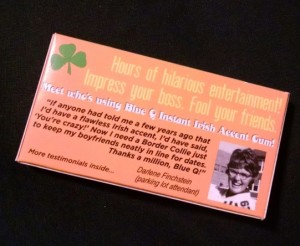 Hours of hilarious entertainment!
Impress your boss. Fool your friends.
Meet who's using Blue Q Instant Irish Accent Gum!
"If anyone had told me a few years ago that
I'd have a flawless Irish accent, I'd have said,
'You're crazy!' Now I need a Border Collie just
to keep my boyfriends neatly in line for dates.
Thanks a million, Blue Q!"
Darlene Finchstein
(parking lot attendant)
More testimonials inside...